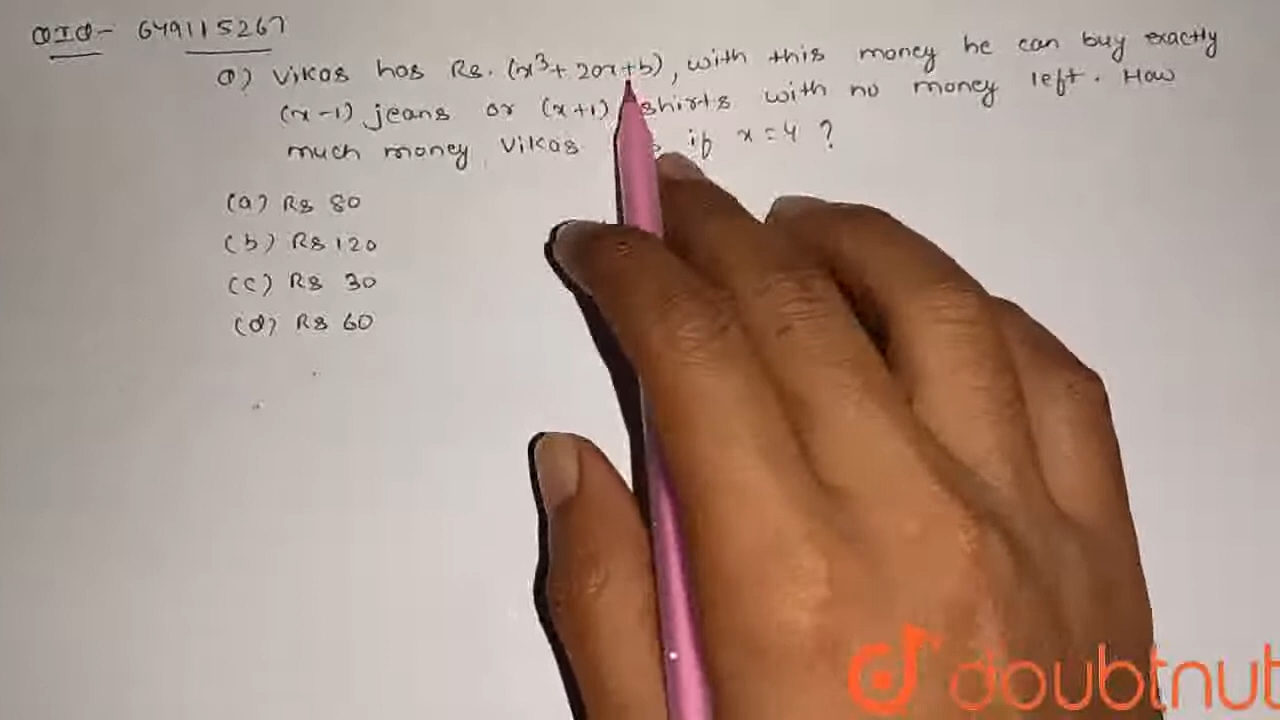 QID- 649115267
Q) Vikas has Rs. (x³+20x+b), with this money he can buy exactly
(x-1) jeans or (x+1) shirts with no money left. How
much money Vikas if x=4 ?
(a) Rs 80
(b) Rs 120
(c) Rs 30
(d) Rs 60
doubtnut